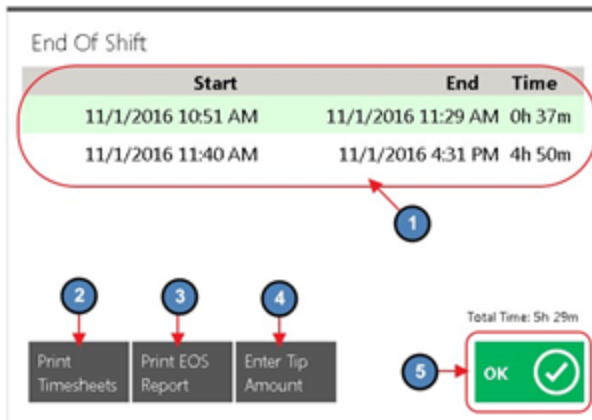 End Of Shift
Start End Time
11/1/2016 10:51 AM 11/1/2016 11:29 AM 0h 37m
11/1/2016 11:40 AM 11/1/2016 4:31 PM 4h 50m
1
2 3 4
Total Time: 5h 29m
Print Timesheets
Print EOS Report
Enter Tip Amount
5
OK